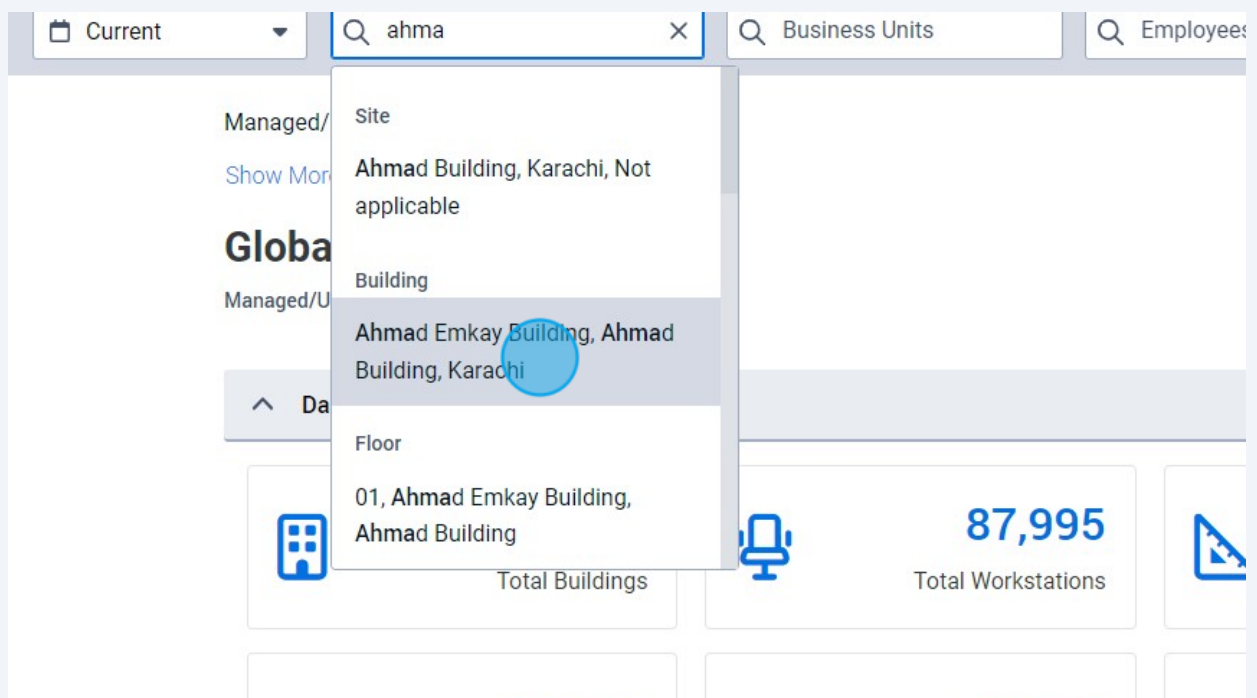 Current
ahma
Business Units
Employees
Managed/
Site
Ahmad Building, Karachi, Not
applicable
Show More
Globa
Building
Managed/U
Ahmad Emkay Building, Ahmad
Building, Karachi
Da
Floor
01, Ahmad Emkay Building,
Ahmad Building
87,995
Total Buildings
Total Workstations